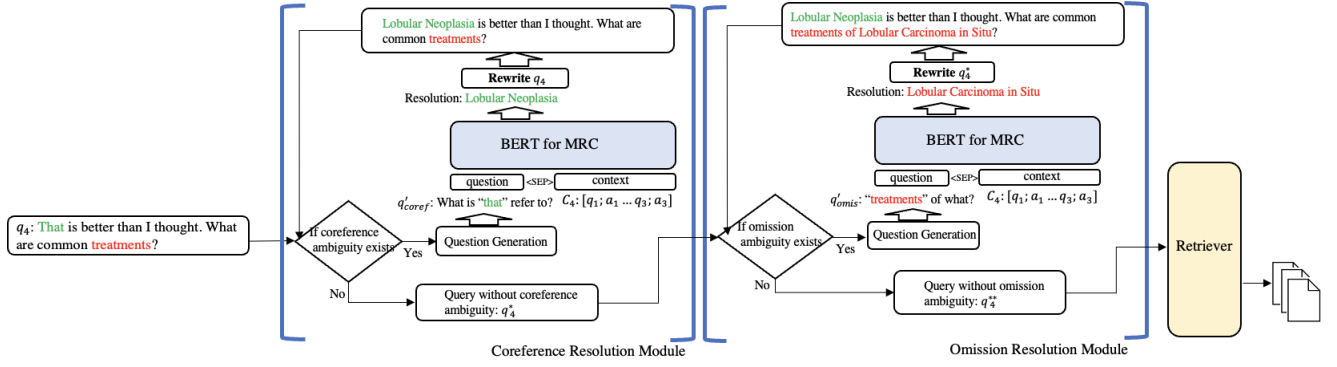 q₄: That is better than I thought. What
are common treatments?
If coreference
ambiguity exists
Yes
No
Question Generation
q′coref: What is “that” refer to?
C₄: [q₁; a₁ … q₃; a₃]
question
<SEP>
context
BERT for MRC
Resolution: Lobular Neoplasia
Rewrite q₄
Lobular Neoplasia is better than I thought. What are
common treatments?
Query without coreference
ambiguity: q₄*
Coreference Resolution Module
If omission
ambiguity exists
Yes
No
Question Generation
q′omis: “treatments” of what?
C₄: [q₁; a₁ … q₃; a₃]
question
<SEP>
context
BERT for MRC
Resolution: Lobular Carcinoma in Situ
Rewrite q₄*
Lobular Neoplasia is better than I thought. What are common
treatments of Lobular Carcinoma in Situ?
Query without omission
ambiguity: q₄**
Omission Resolution Module
Retriever